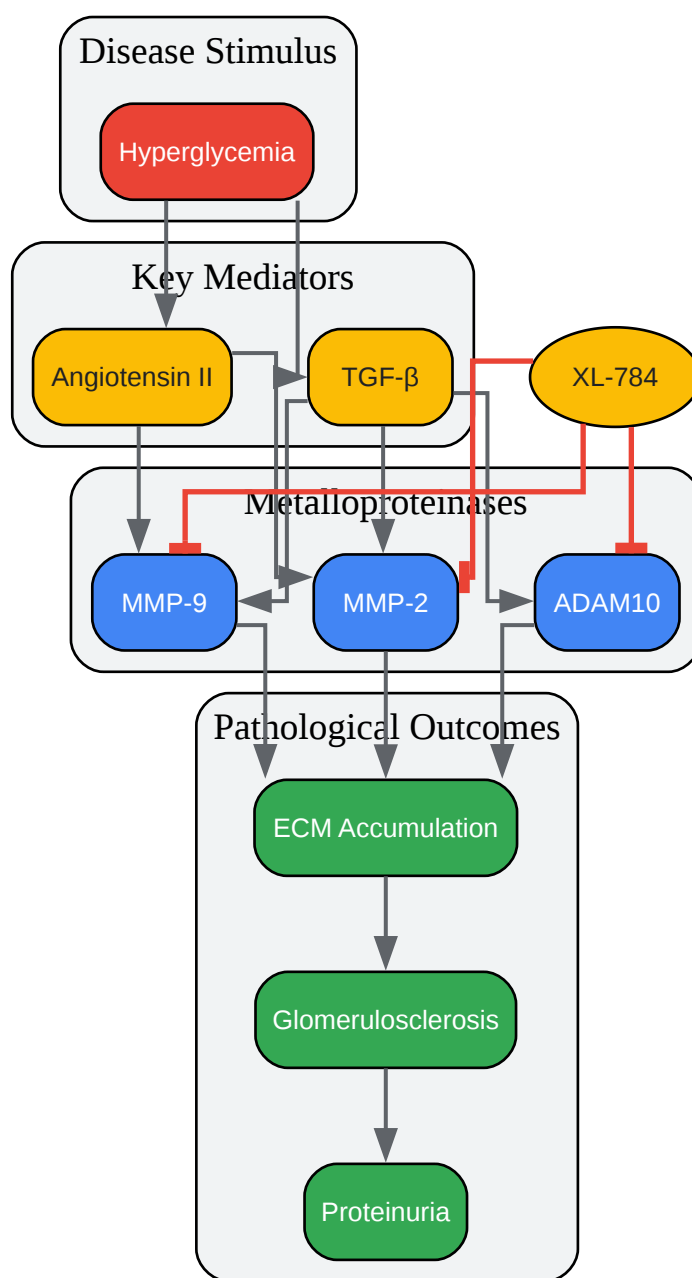 Disease Stimulus
Hyperglycemia
Key Mediators
Angiotensin II
TGF-β
XL-784
Metalloproteinases
MMP-9
MMP-2
ADAM10
Pathological Outcomes
ECM Accumulation
Glomerulosclerosis
Proteinuria